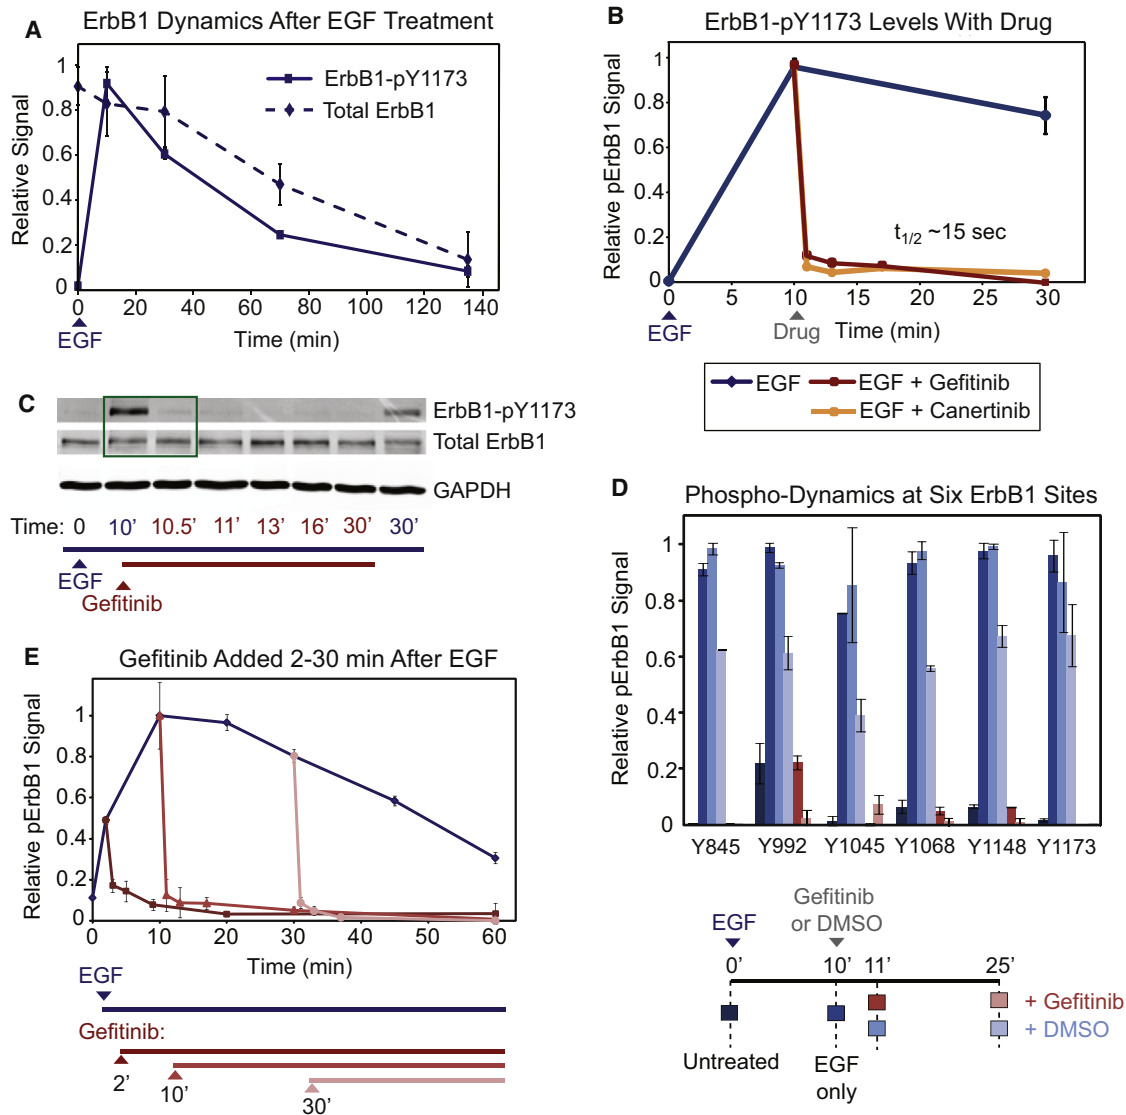 A
ErbB1 Dynamics After EGF Treatment
Relative Signal
1
0.8
0.6
0.4
0.2
0
ErbB1-pY1173
Total ErbB1
0 20 40 60 80 100 120 140
EGF
Time (min)
B
ErbB1-pY1173 Levels With Drug
Relative pErbB1 Signal
1
0.8
0.6
0.4
0.2
0
t1/2 ~15 sec
0 5 10 15 20 25 30
EGF
Drug
Time (min)
EGF
EGF + Gefitinib
EGF + Canertinib
C
ErbB1-pY1173
Total ErbB1
GAPDH
Time: 0 10’ 10.5’ 11’ 13’ 16’ 30’ 30’
EGF
Gefitinib
D
Phospho-Dynamics at Six ErbB1 Sites
Relative pErbB1 Signal
1
0.8
0.6
0.4
0.2
0
Y845 Y992 Y1045 Y1068 Y1148 Y1173
Gefitinib
or DMSO
EGF
0’ 10’ 11’ 25’
+ Gefitinib
+ DMSO
Untreated
EGF
only
E
Gefitinib Added 2-30 min After EGF
Relative pErbB1 Signal
1
0.8
0.6
0.4
0.2
0
0 10 20 30 40 50 60
Time (min)
EGF
Gefitinib:
2’
10’
30’